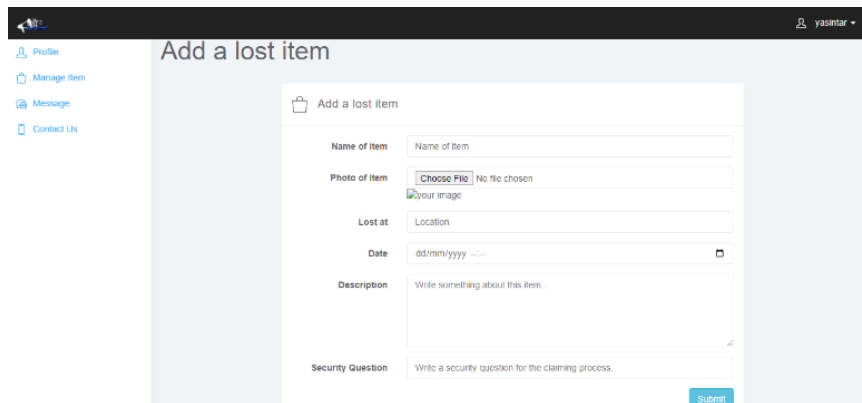 yasintar
Profile
Manage Item
Message
Contact Us
Add a lost item
Add a lost item
Name of Item
Name of item
Photo of item
Choose File No file chosen
your image
Lost at
Location
Date
dd/mm/yyyy --:--
Description
Write something about this item...
Security Question
Write a security question for the claiming process.
Submit